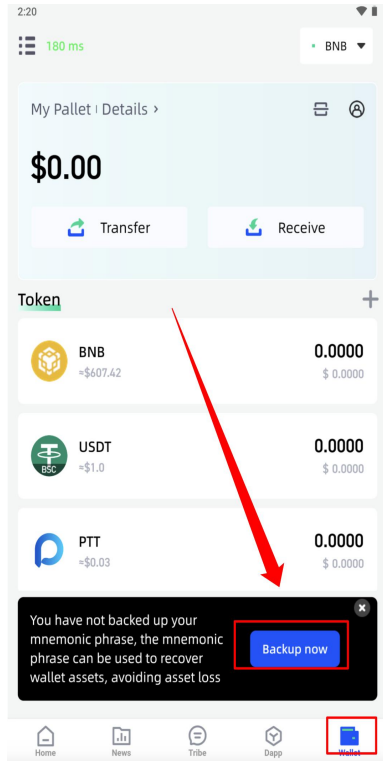 2:20
180 ms
BNB
My Pallet | Details >
$0.00
Transfer
Receive
Token
BNB
0.0000
≈$607.42
$ 0.0000
USDT
0.0000
BSC
≈$1.0
$ 0.0000
PTT
0.0000
≈$0.03
$ 0.0000
You have not backed up your
mnemonic phrase, the mnemonic
phrase can be used to recover
wallet assets, avoiding asset loss
Backup now
Home
News
Tribe
Dapp
Wallet